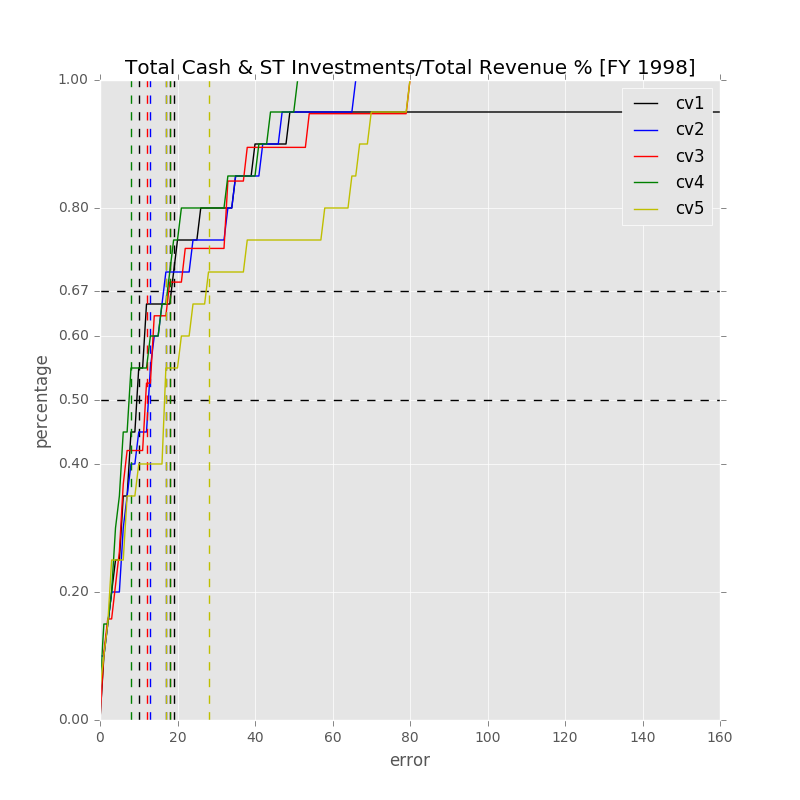 Total Cash & ST Investments/Total Revenue % [FY 1998]
1.00
0.80
0.67
0.60
0.50
0.40
0.20
0.00
percentage
cv1
cv2
cv3
cv4
cv5
0 20 40 60 80 100 120 140 160
error